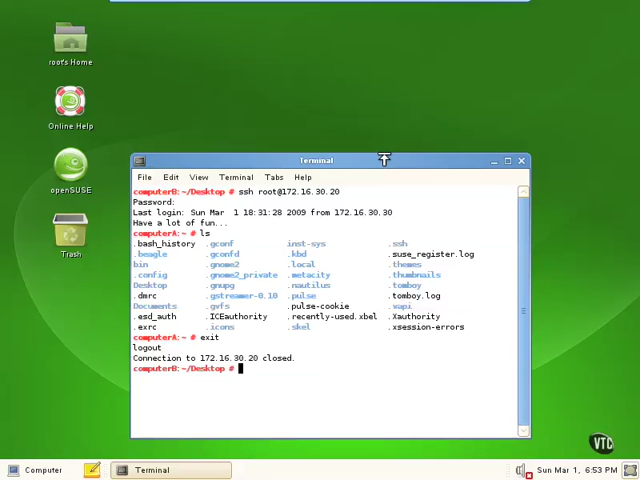 root's Home
Online Help
openSUSE
Trash
Terminal
File Edit View Terminal Tabs Help
computerB:~/Desktop # ssh root@172.16.30.20
Password:
Last login: Sun Mar  1 18:31:28 2009 from 172.16.30.30
Have a lot of fun...
computerA:~ # ls
.bash_history .gconf inst-sys .ssh
.beagle .gconfd .kbd .suse_register.log
bin .gnome2 .local .themes
.config .gnome2_private .metacity .thumbnails
Desktop .gnupg .nautilus .tomboy
.dmrc .gstreamer-0.10 .pulse .tomboy.log
Documents .gvfs .pulse-cookie .wapi
.esd_auth .ICEauthority .recently-used.xbel .Xauthority
.exrc .icons .skel .xsession-errors
computerA:~ # exit
logout
Connection to 172.16.30.20 closed.
computerB:~/Desktop #
VTC
Computer Terminal Sun Mar 1, 6:53 PM